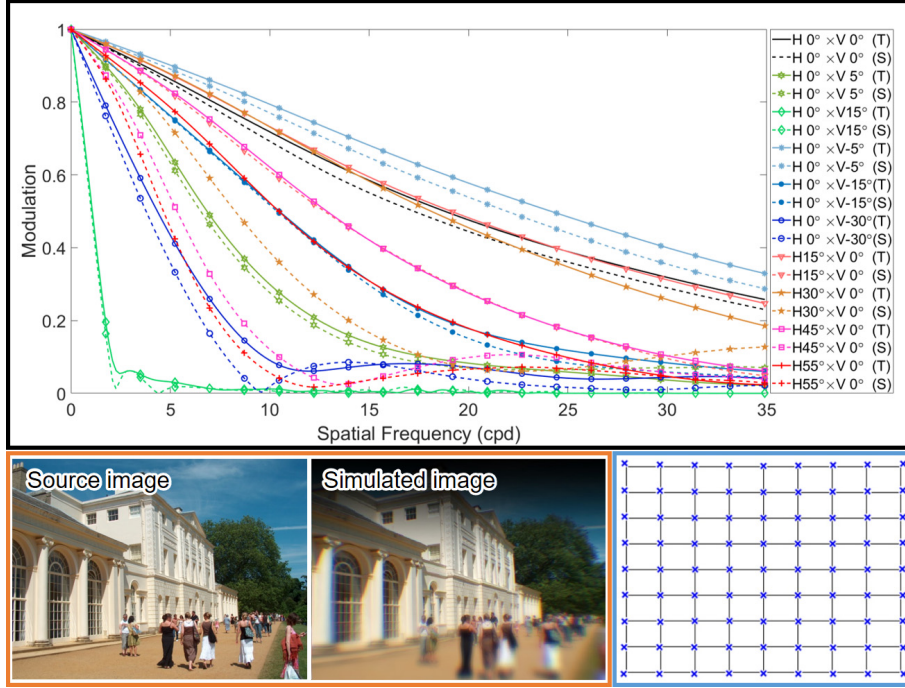 1
0.8
0.6
0.4
0.2
0
Modulation
0 5 10 15 20 25 30 35
Spatial Frequency (cpd)
H 0° ×V 0° (T)
H 0° ×V 0° (S)
H 0° ×V 5° (T)
H 0° ×V 5° (S)
H 0° ×V15° (T)
H 0° ×V15° (S)
H 0° ×V-5° (T)
H 0° ×V-5° (S)
H 0° ×V-15°(T)
H 0° ×V-15°(S)
H 0° ×V-30°(T)
H 0° ×V-30°(S)
H15°×V 0° (T)
H15°×V 0° (S)
H30°×V 0° (T)
H30°×V 0° (S)
H45°×V 0° (T)
H45°×V 0° (S)
H55°×V 0° (T)
H55°×V 0° (S)
Source image
Simulated image